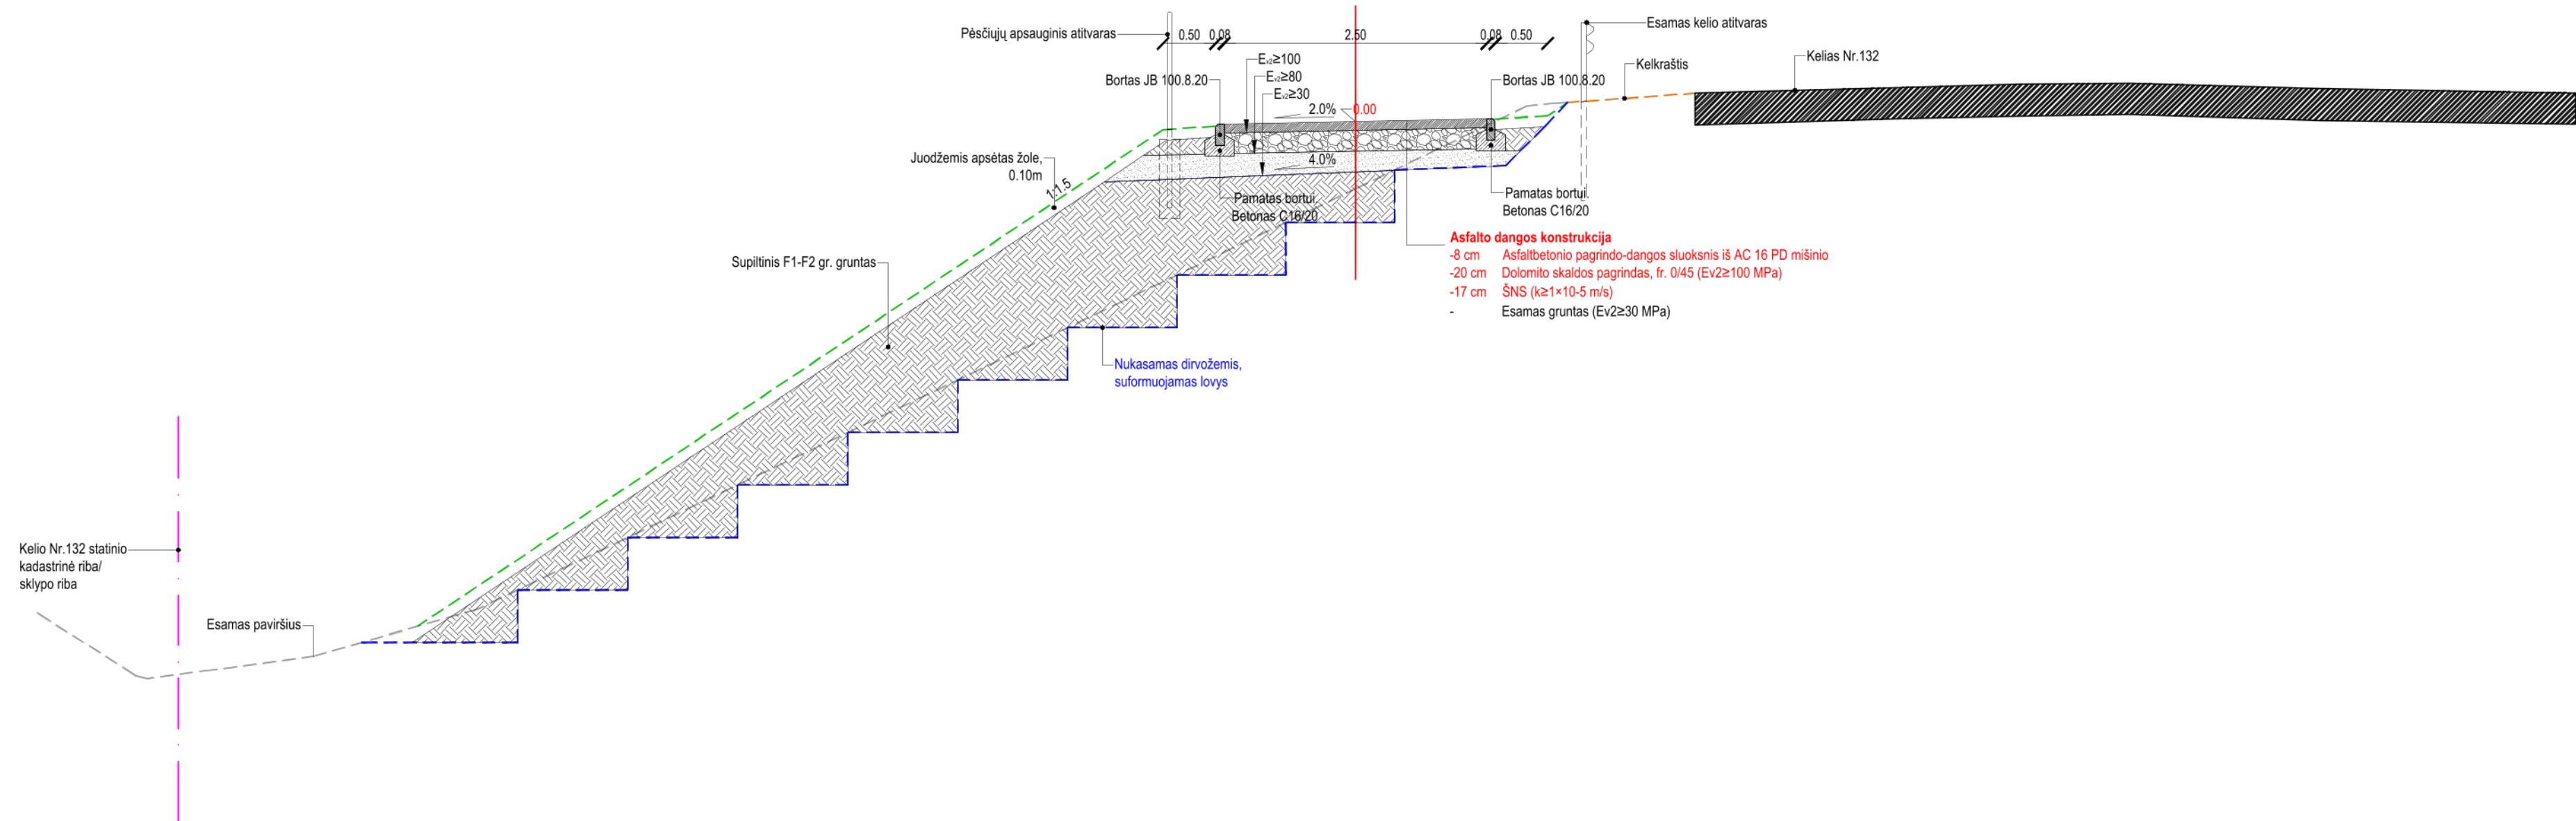 Pėsčiųjų apsauginis atitvaras
0.50
0.08
2.50
0.08
0.50
Esamas kelio atitvaras
Kelkraštis
Kelias Nr.132
Bortas JB 100.8.20
Ev2≥100
Ev2≥80
Ev2≥30
Bortas JB 100.8.20
2.0%
0.00
4.0%
Juodžemis apsėtas žole,
0.10m
1:1.5
Pamatas bortui.
Betonas C16/20
Pamatas bortui.
Betonas C16/20
Asfalto dangos konstrukcija
-8 cm Asfaltbetonio pagrindo-dangos sluoksnis iš AC 16 PD mišinio
-20 cm Dolomito skaldos pagrindas, fr. 0/45 (Ev2≥100 MPa)
-17 cm ŠNS (k≥1×10-5 m/s)
- Esamas gruntas (Ev2≥30 MPa)
Supiltinis F1-F2 gr. gruntas
Nukasamas dirvožemis,
suformuojamas lovys
Kelio Nr.132 statinio
kadastrinė riba/
sklypo riba
Esamas paviršius